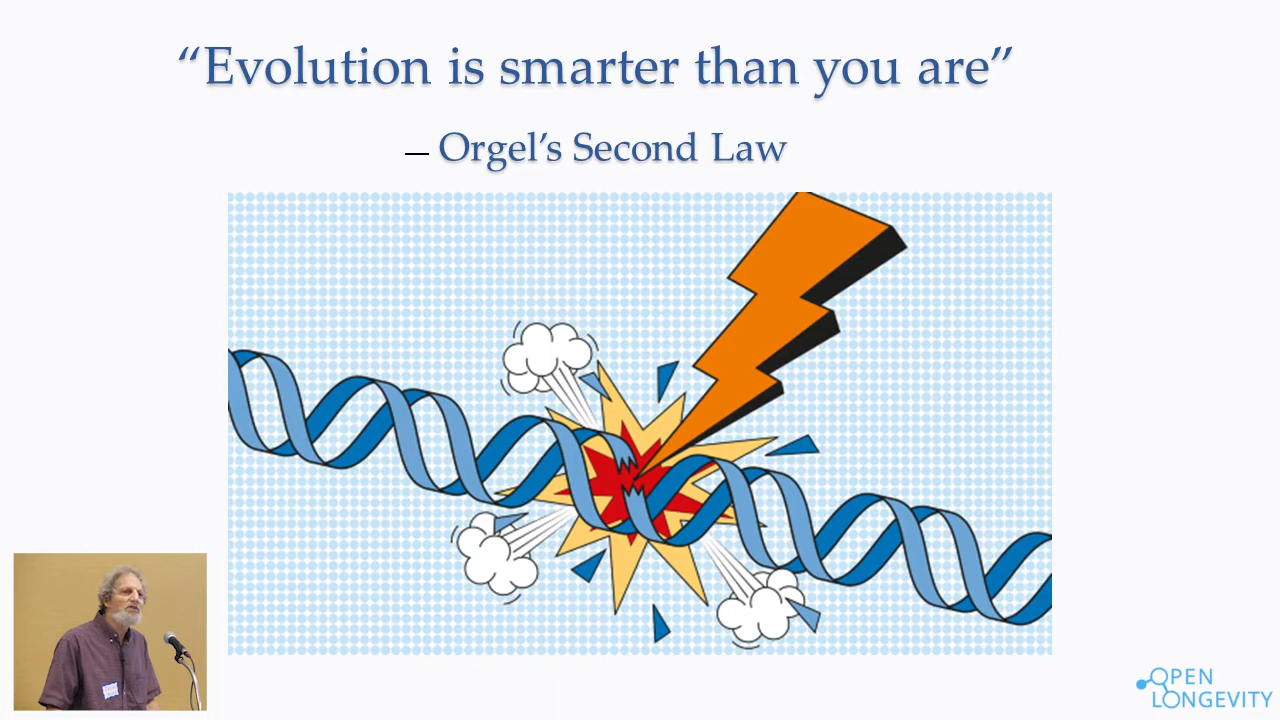 “Evolution is smarter than you are”
— Orgel’s Second Law
OPEN
LONGEVITY